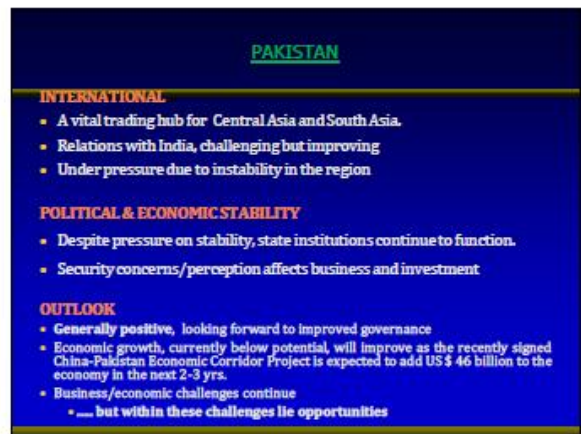 PAKISTAN
INTERNATIONAL
▪ A vital trading hub for Central Asia and South Asia.
▪ Relations with India, challenging but improving
▪ Under pressure due to instability in the region
POLITICAL & ECONOMIC STABILITY
▪ Despite pressure on stability, state institutions continue to function.
▪ Security concerns/perception affects business and investment
OUTLOOK
▪ Generally positive, looking forward to improved governance
▪ Economic growth, currently below potential, will improve as the recently signed
China-Pakistan Economic Corridor Project is expected to add US $ 46 billion to the
economy in the next 2-3 yrs.
▪ Business/economic challenges continue
▪ ..... but within these challenges lie opportunities